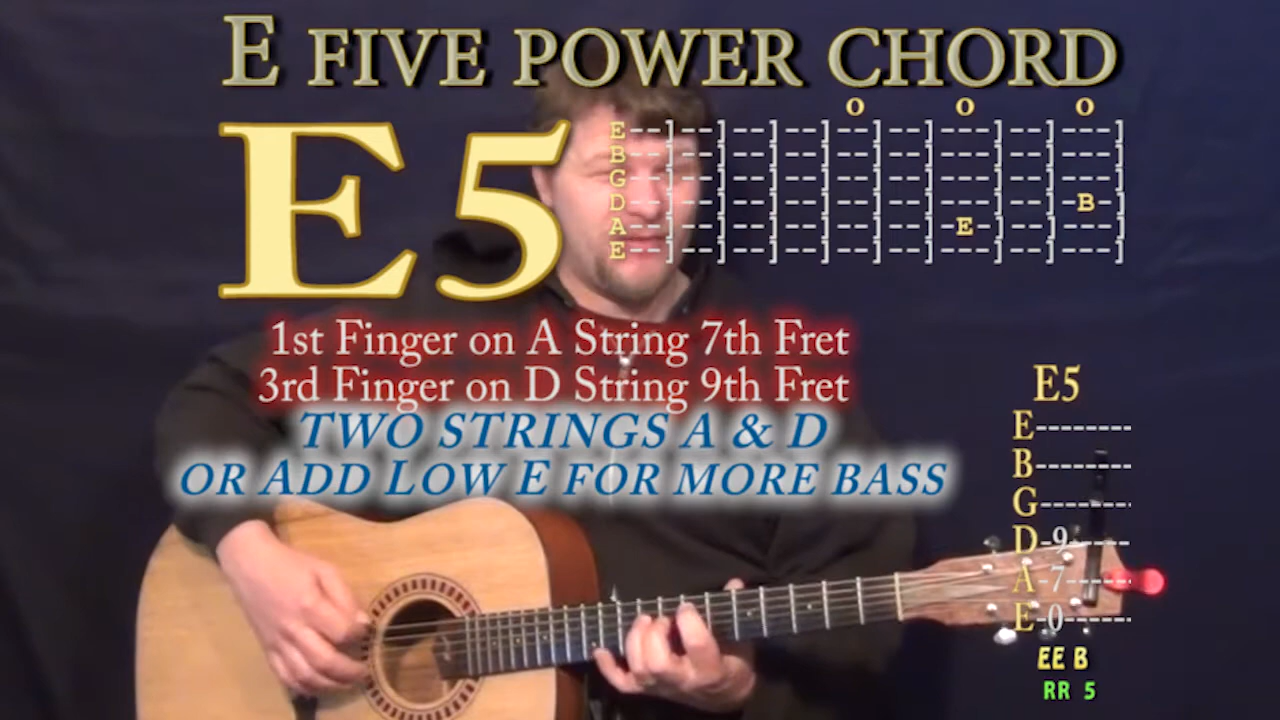 E FIVE POWER CHORD
E5
o o o
E--]--]--]--]--]--]---]--]---]
B--]--]--]--]--]--]---]--]---]
G--]--]--]--]--]--]---]--]---]
D--]--]--]--]--]--]---]--]-B-]
A--]--]--]--]--]--]-E-]--]---]
E--]--]--]--]--]--]---]--]---]
1st Finger on A String 7th Fret
3rd Finger on D String 9th Fret
TWO STRINGS A & D
OR ADD LOW E FOR MORE BASS
E5
E--------
B--------
G--------
D-9------
A-7------
E-0------
EE B
RR 5